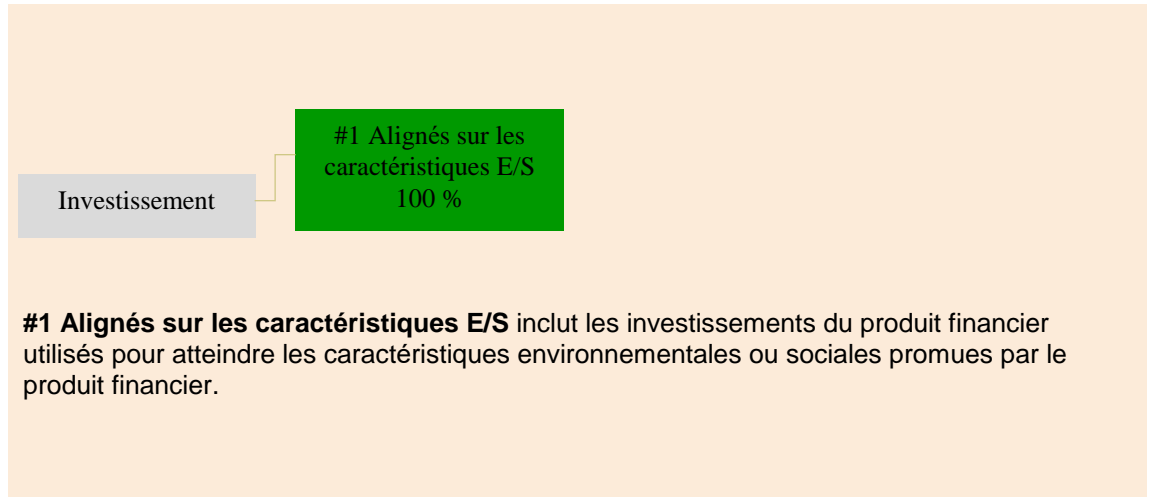 #1 Alignés sur les
caractéristiques E/S
100 %
Investissement
#1 Alignés sur les caractéristiques E/S inclut les investissements du produit financier
utilisés pour atteindre les caractéristiques environnementales ou sociales promues par le
produit financier.